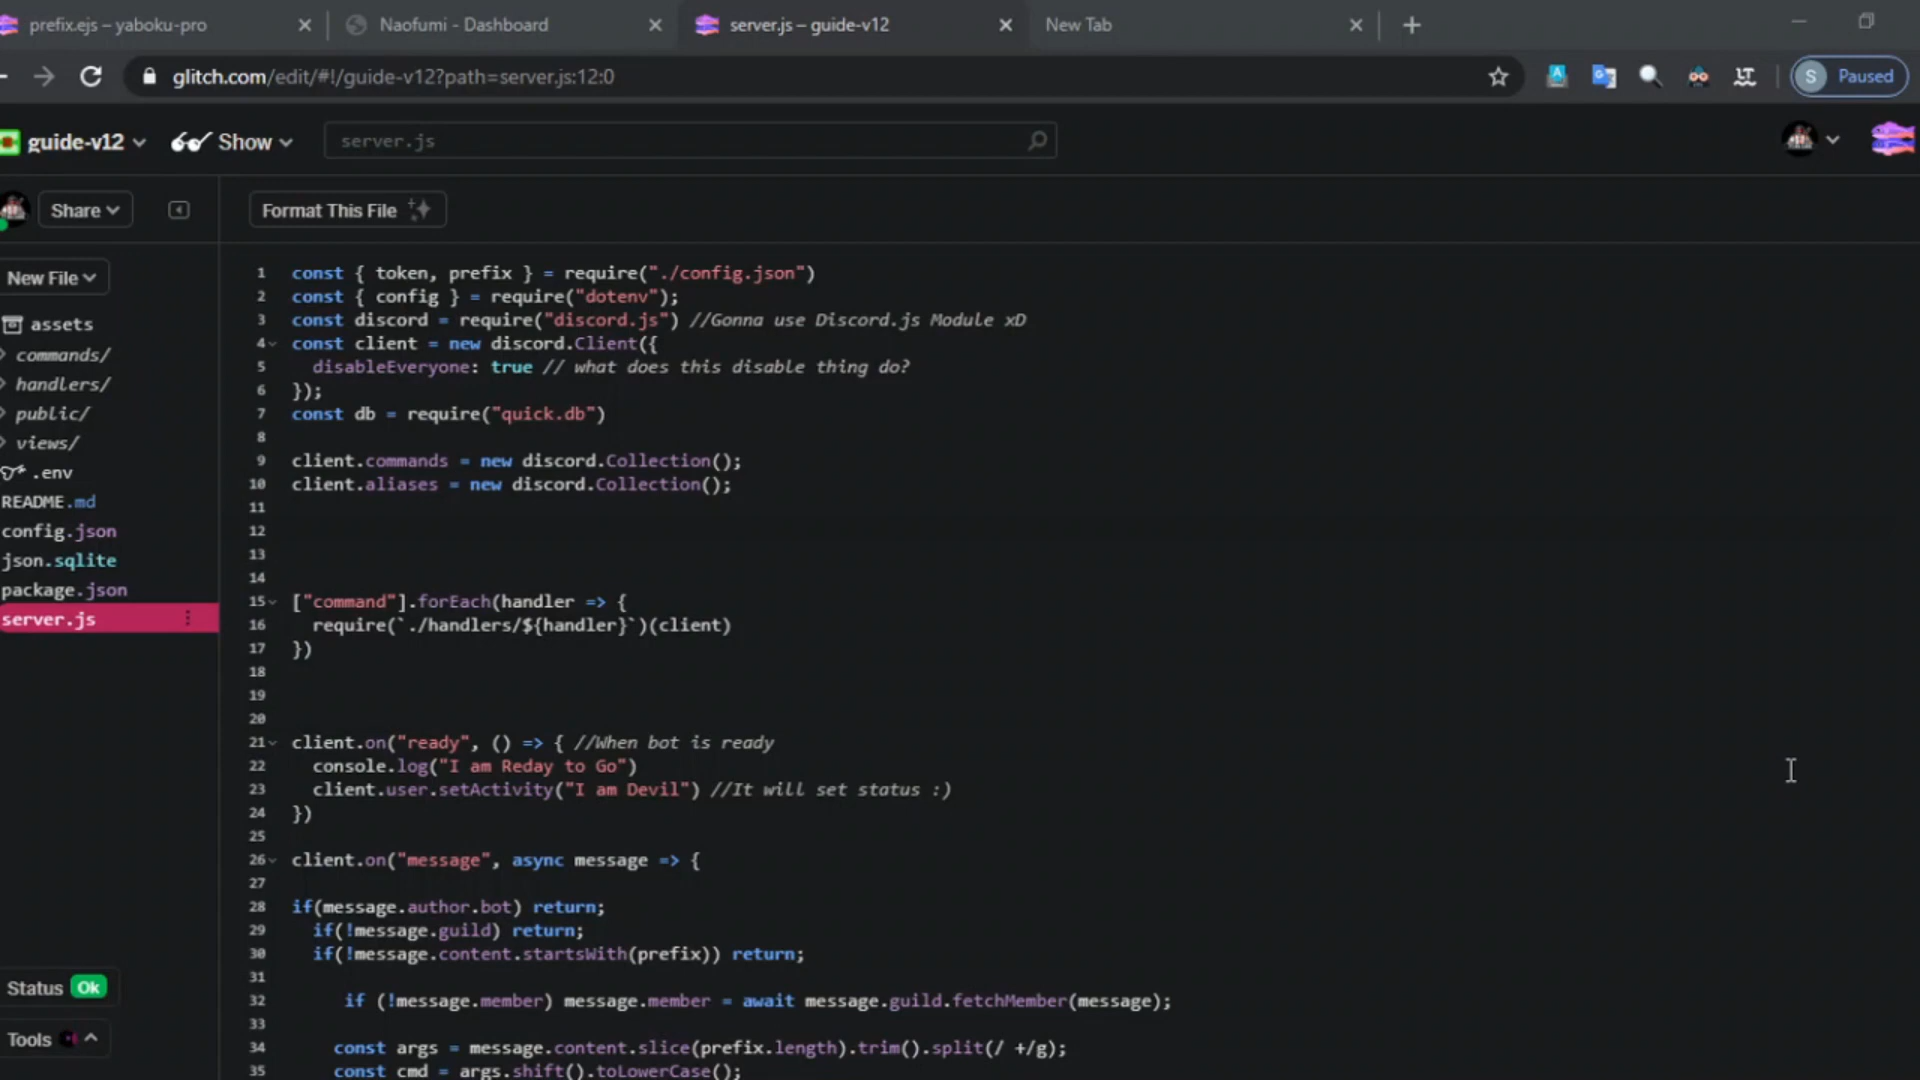 prefix.ejs – yaboku-pro
Naofumi - Dashboard
server.js – guide-v12
New Tab
glitch.com/edit/#!/guide-v12?path=server.js:12:0
S Paused
guide-v12
Show
server.js
Share
Format This File
New File
assets
commands/
handlers/
public/
views/
.env
README.md
config.json
json.sqlite
package.json
server.js
Status Ok
Tools
1 const { token, prefix } = require("./config.json")
2 const { config } = require("dotenv");
3 const discord = require("discord.js") //Gonna use Discord.js Module xD
4 const client = new discord.Client({
5 disableEveryone: true // what does this disable thing do?
6 });
7 const db = require("quick.db")
8
9 client.commands = new discord.Collection();
10 client.aliases = new discord.Collection();
11
12
13
14
15 ["command"].forEach(handler => {
16 require(`./handlers/${handler}`)(client)
17 })
18
19
20
21 client.on("ready", () => { //When bot is ready
22 console.log("I am Reday to Go")
23 client.user.setActivity("I am Devil") //It will set status :)
24 })
25
26 client.on("message", async message => {
27
28 if(message.author.bot) return;
29 if(!message.guild) return;
30 if(!message.content.startsWith(prefix)) return;
31
32 if (!message.member) message.member = await message.guild.fetchMember(message);
33
34 const args = message.content.slice(prefix.length).trim().split(/ +/g);
35 const cmd = args.shift().toLowerCase();